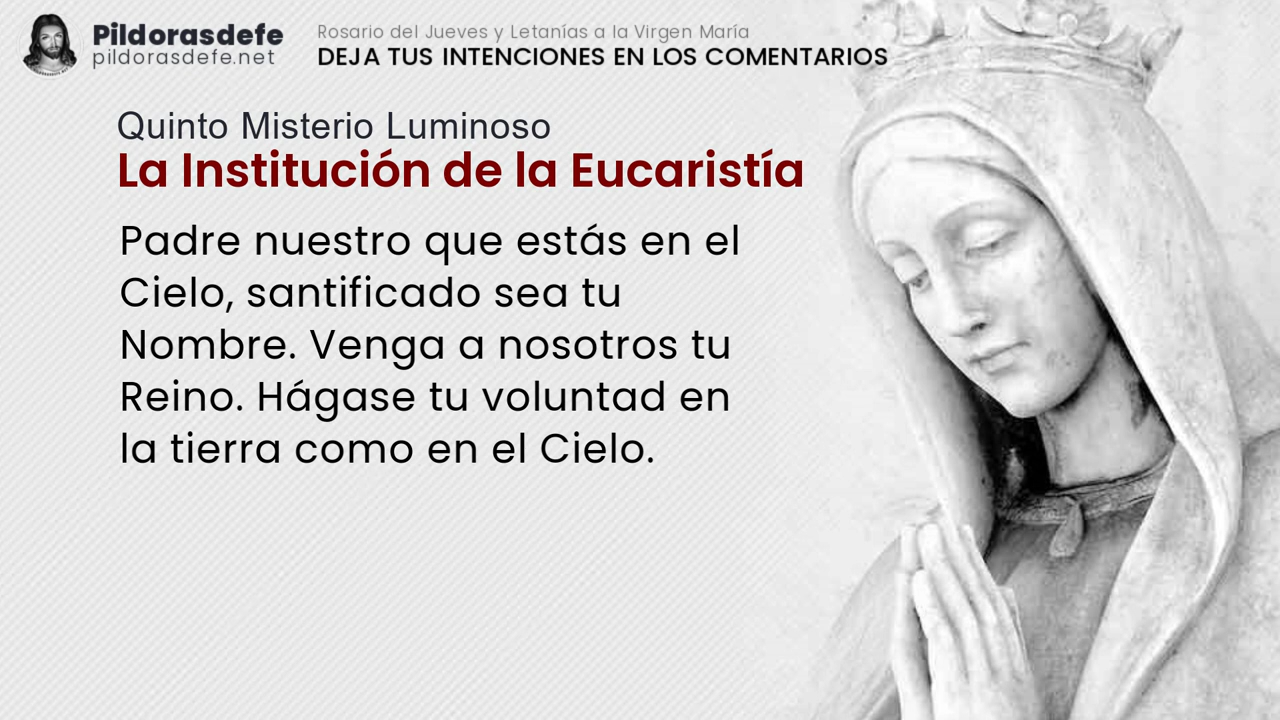 Pildorasdefe
pildorasdefe.net
Rosario del Jueves y Letanías a la Virgen María
DEJA TUS INTENCIONES EN LOS COMENTARIOS
Quinto Misterio Luminoso
La Institución de la Eucaristía
Padre nuestro que estás en el
Cielo, santificado sea tu
Nombre. Venga a nosotros tu
Reino. Hágase tu voluntad en
la tierra como en el Cielo.